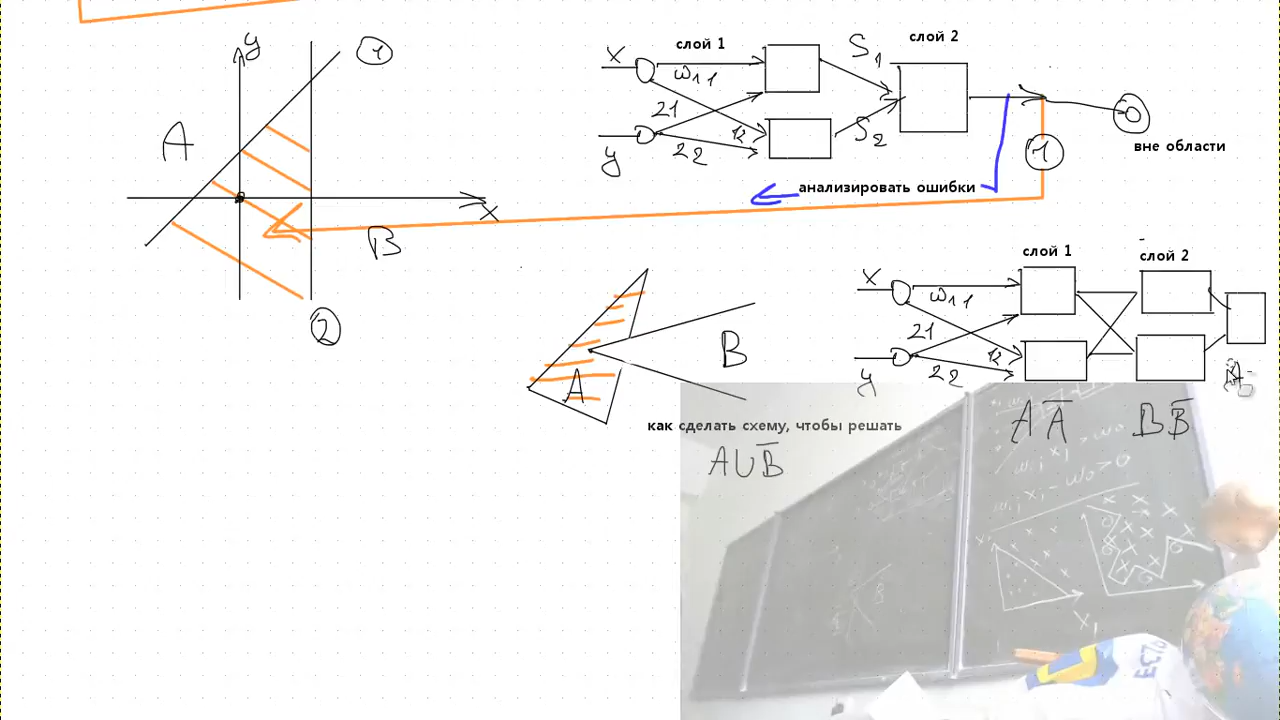 y
1
A
B
x
2
x
слой 1
ω11
21
12
22
y
S1
S2
слой 2
0
вне области
1
анализировать ошибки
A
B
как сделать схему, чтобы решать
A∪B̅
слой 1
слой 2
x
ω11
21
12
22
y
A A̅
B B̅
x₁